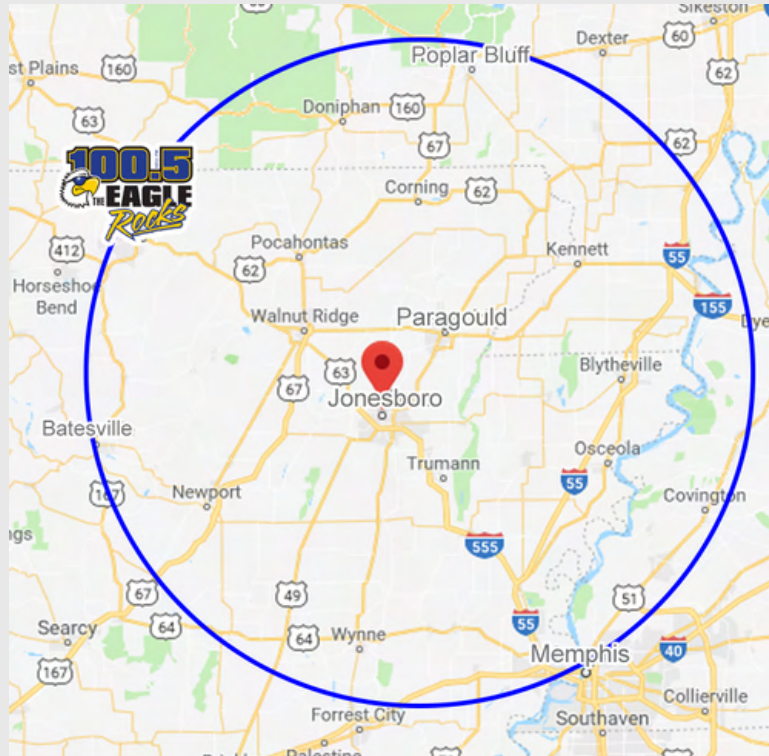 Sikeston
Poplar Bluff
Dexter
60
st Plains
160
62
Doniphan
160
63
67
62
100.5
THE EAGLE
Rocks
Corning
62
412
Pocahontas
Kennett
55
62
Horseshoe
Bend
155
Walnut Ridge
Paragould
Dye
63
Blytheville
67
Jonesboro
Batesville
Osceola
Trumann
55
167
Newport
Covington
ngs
555
67
49
51
55
64
64
Wynne
40
Searcy
Memphis
167
Collierville
Forrest City
Southaven
Palestine